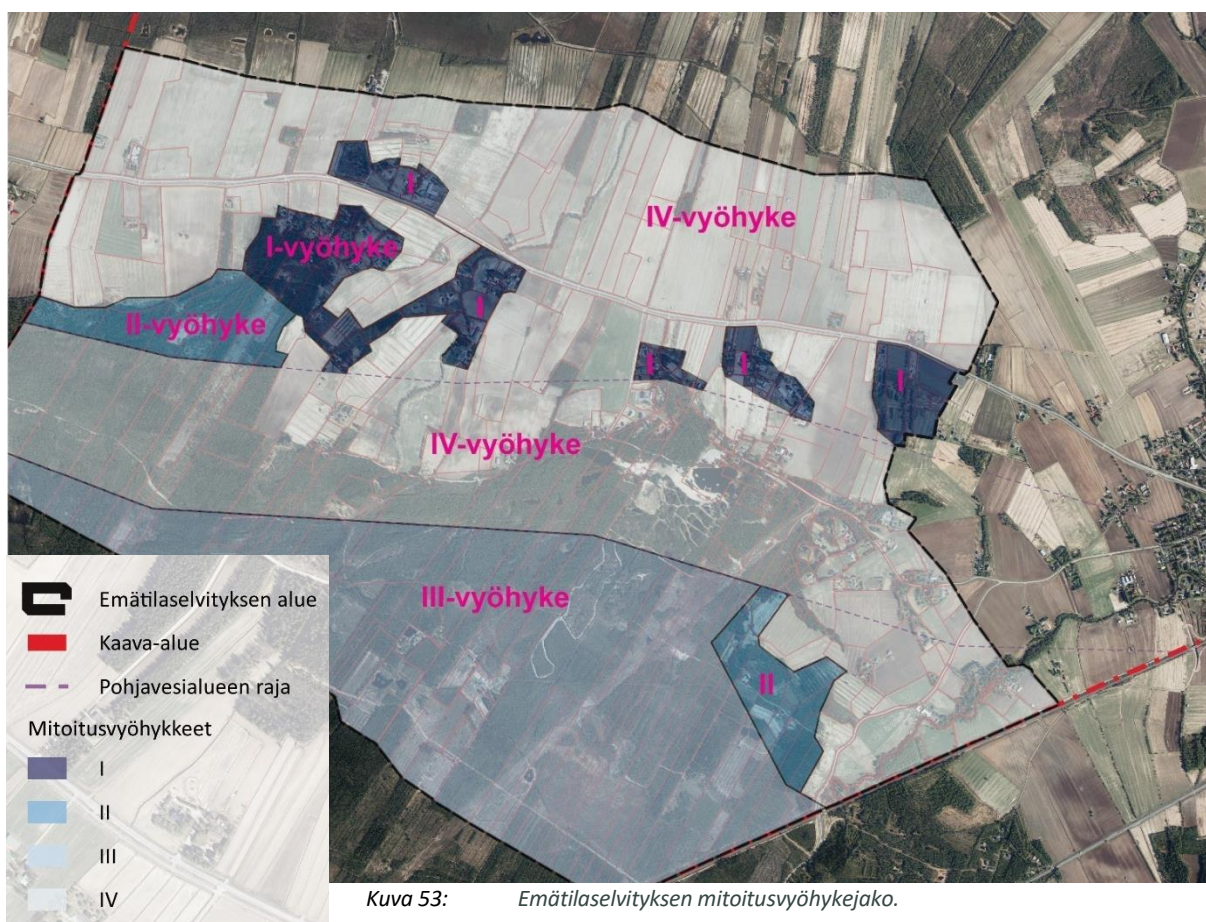 I
I-vyöhyke
IV-vyöhyke
II-vyöhyke
I
I
I
I
IV-vyöhyke
III-vyöhyke
II
Emätilaselvityksen alue
Kaava-alue
Pohjavesialueen raja
Mitoitusvyöhykkeet
I
II
III
IV
Kuva 53: Emätilaselvityksen mitoitusvyöhykejako.